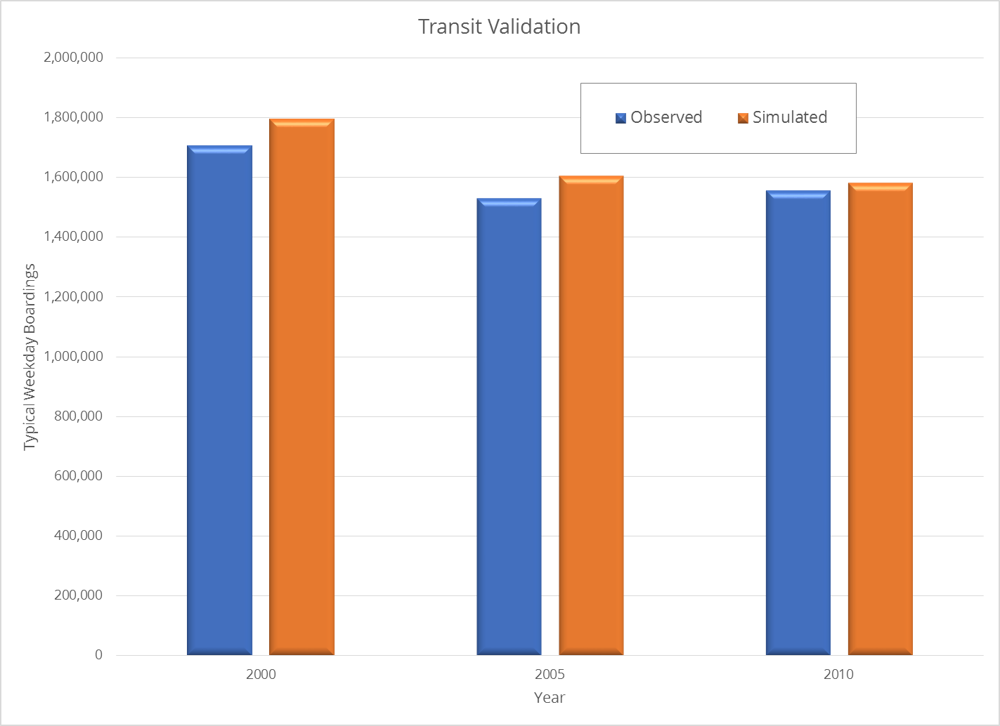 Transit Validation
2,000,000
1,800,000
1,600,000
1,400,000
1,200,000
1,000,000
800,000
600,000
400,000
200,000
0
Typical Weekday Boardings
Observed Simulated
2000 2005 2010
Year